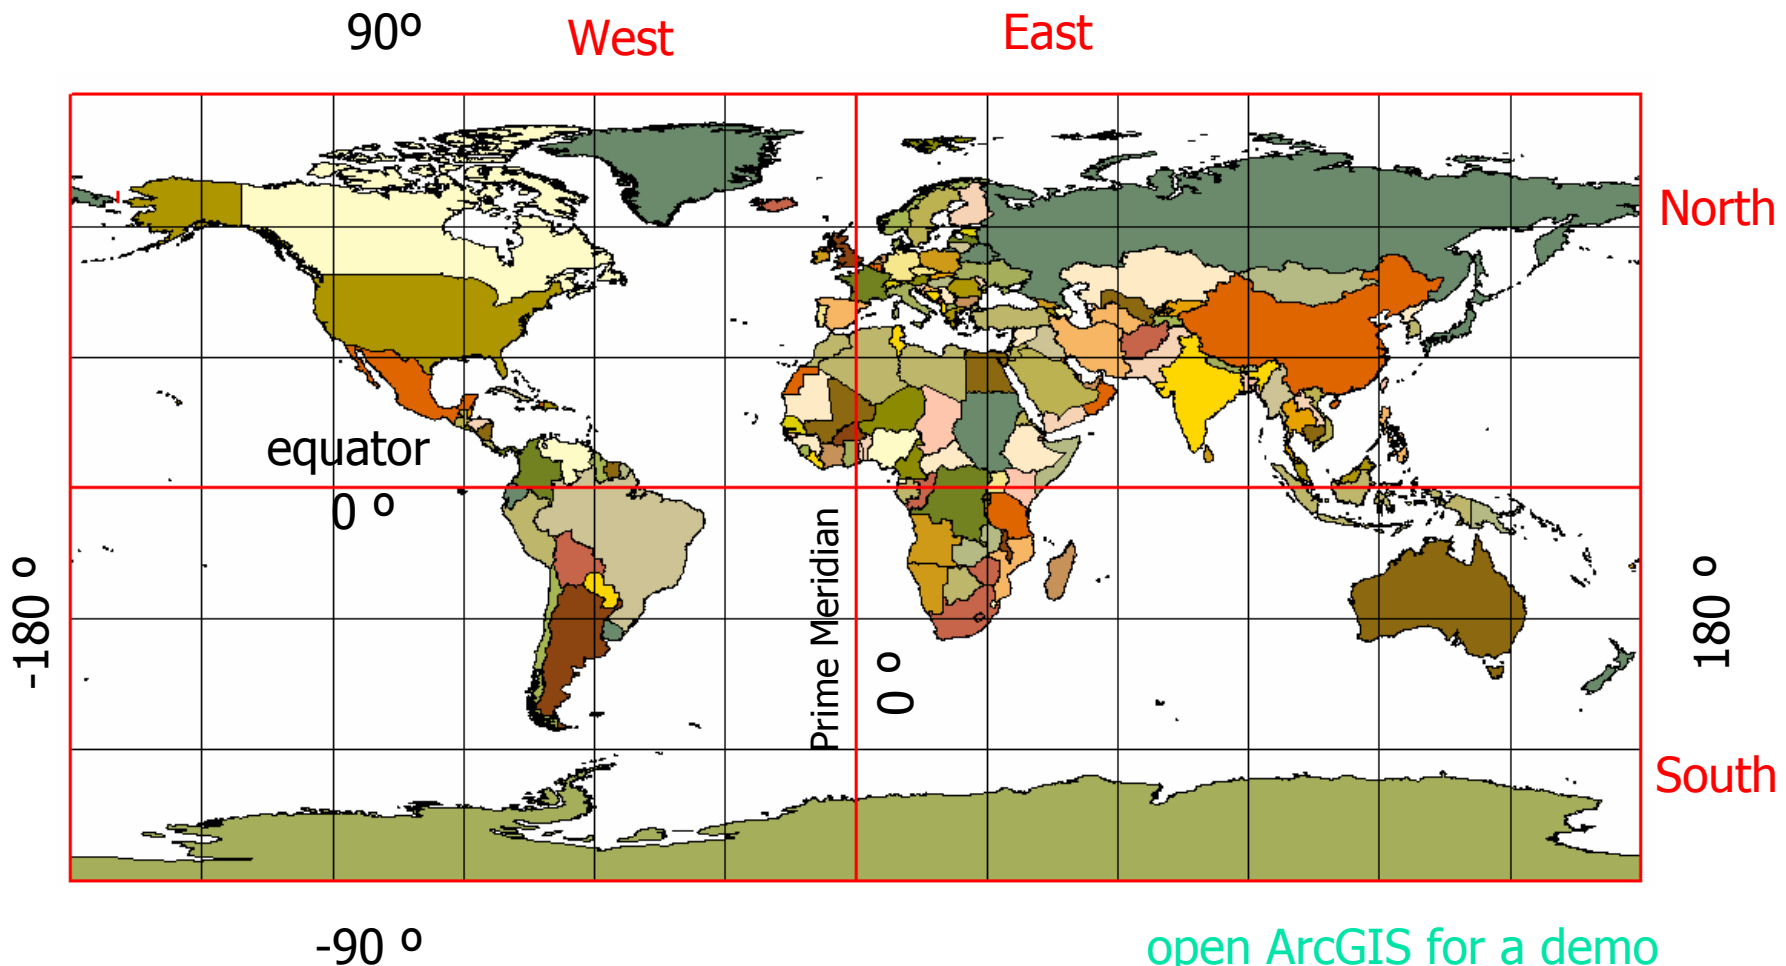 90º
West
East
North
equator
0 º
Prime Meridian
0 º
-180 º
180 º
South
-90 º
open ArcGIS for a demo